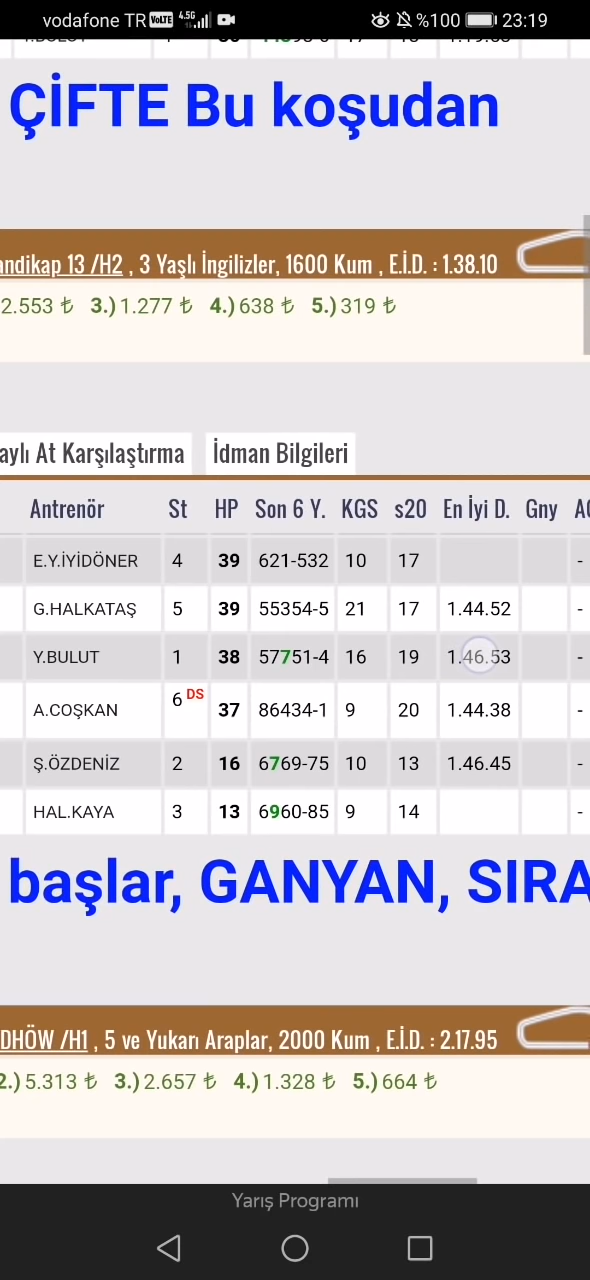 vodafone TR VoLTE 4.5G %100 23:19
ÇİFTE Bu koşudan
andikap 13 /H2 , 3 Yaşlı İngilizler, 1600 Kum , E.İ.D. : 1.38.10
2.553 ₺ 3.) 1.277 ₺ 4.) 638 ₺ 5.) 319 ₺
aylı At Karşılaştırma İdman Bilgileri
Antrenör St HP Son 6 Y. KGS s20 En İyi D. Gny AG
E.Y.İYİDÖNER 4 39 621-532 10 17 -
G.HALKATAŞ 5 39 55354-5 21 17 1.44.52 -
Y.BULUT 1 38 57751-4 16 19 1.46.53 -
A.COŞKAN 6 DS 37 86434-1 9 20 1.44.38 -
Ş.ÖZDENİZ 2 16 6769-75 10 13 1.46.45 -
HAL.KAYA 3 13 6960-85 9 14 -
başlar, GANYAN, SIRA
DHÖW /H1 , 5 ve Yukarı Araplar, 2000 Kum , E.İ.D. : 2.17.95
2.) 5.313 ₺ 3.) 2.657 ₺ 4.) 1.328 ₺ 5.) 664 ₺
Yarış Programı